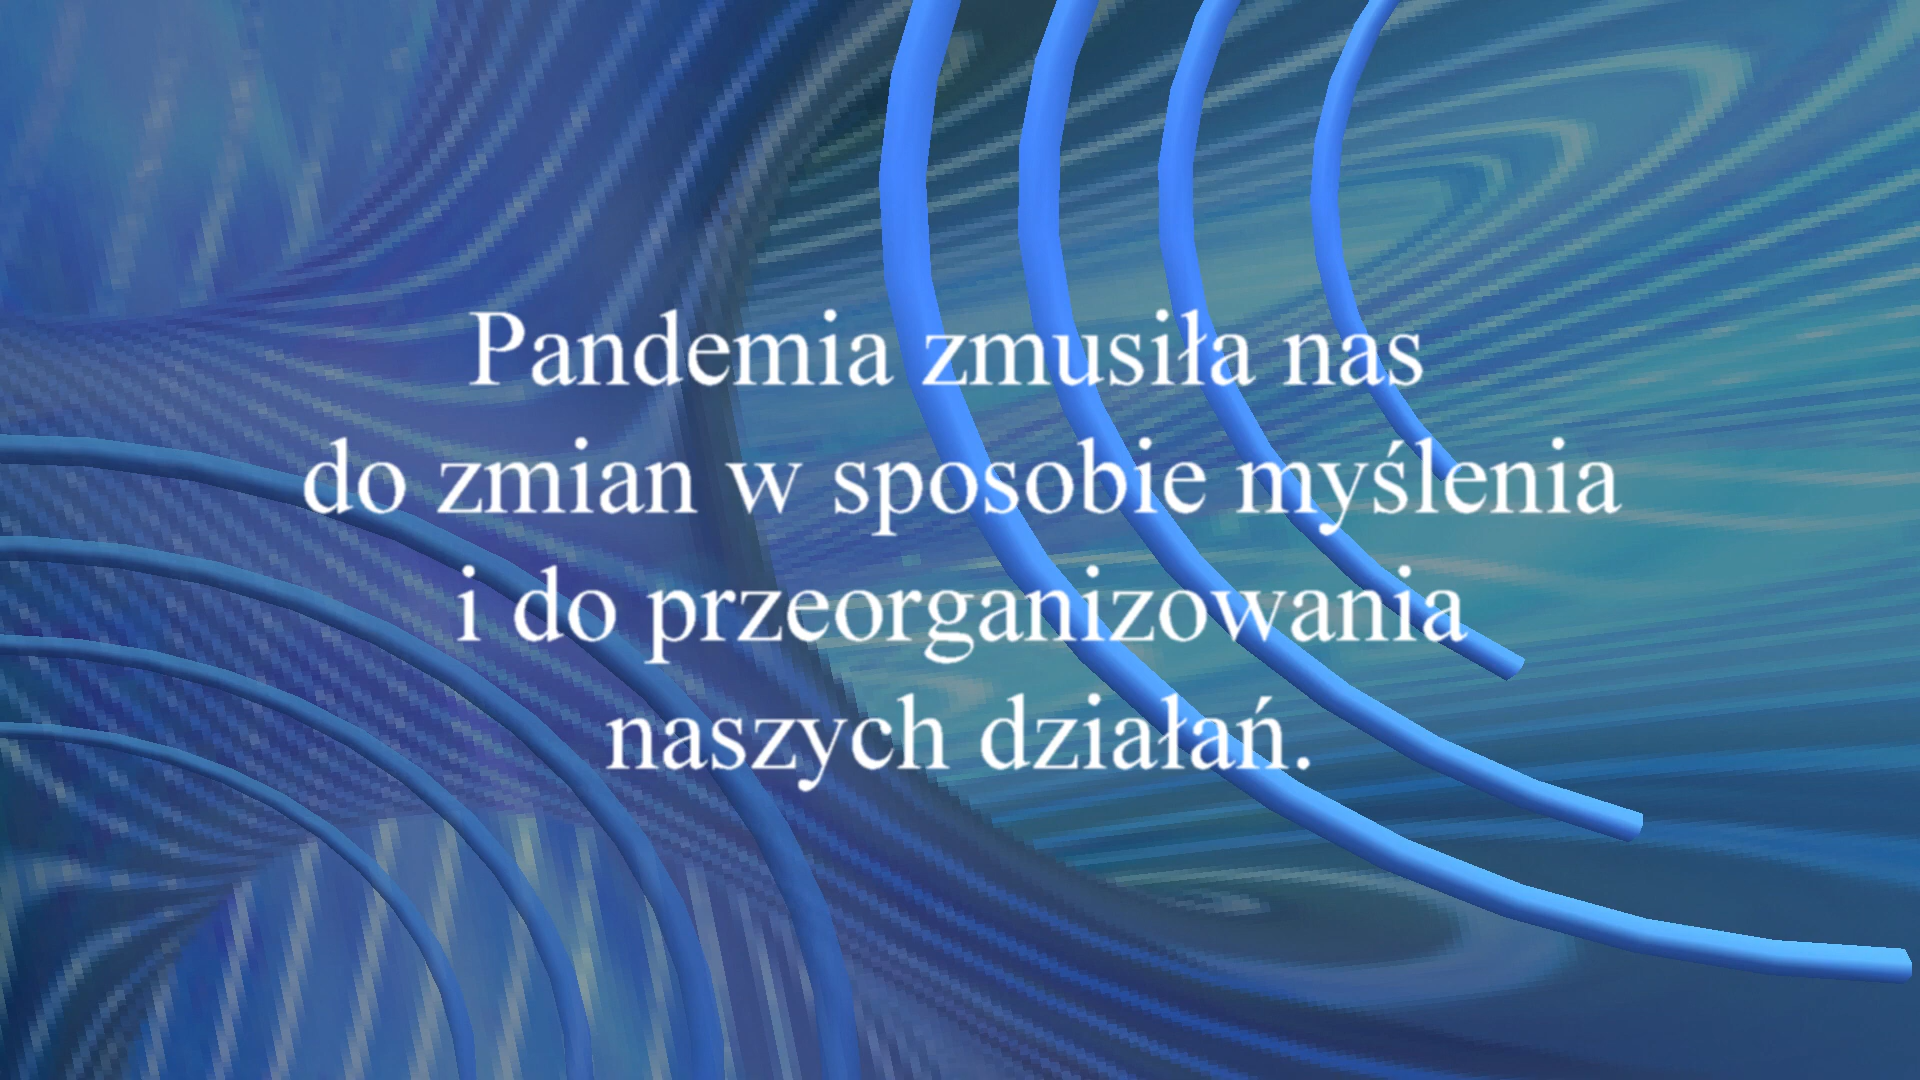 Pandemia zmusiła nas
do zmian w sposobie myślenia
i do przeorganizowania
naszych działań.